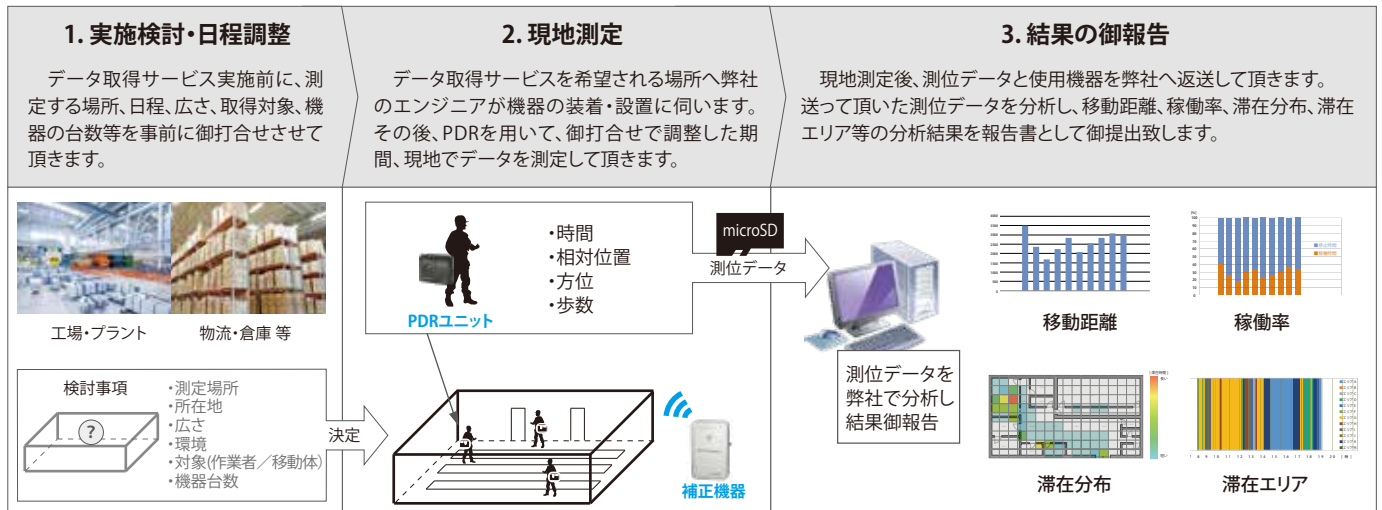 1. 実施検討・日程調整
データ取得サービス実施前に、測
定する場所、日程、広さ、取得対象、機
器の台数等を事前に御打合せさせて
頂きます。
2. 現地測定
データ取得サービスを希望される場所へ弊社
のエンジニアが機器の装着・設置に伺います。
その後、PDRを用いて、御打合せで調整した期
間、現地でデータを測定して頂きます。
3. 結果の御報告
現地測定後、測位データと使用機器を弊社へ返送して頂きます。
送って頂いた測位データを分析し、移動距離、稼働率、滞在分布、滞在
エリア等の分析結果を報告書として御提出致します。
工場・プラント
物流・倉庫 等
検討事項
?
・測定場所
・所在地
・広さ
・環境
・対象(作業者／移動体)
・機器台数
決定
・時間
・相対位置
・方位
・歩数
PDRユニット
補正機器
microSD
測位データ
測位データを
弊社で分析し
結果御報告
移動距離
稼働率
滞在分布
滞在エリア